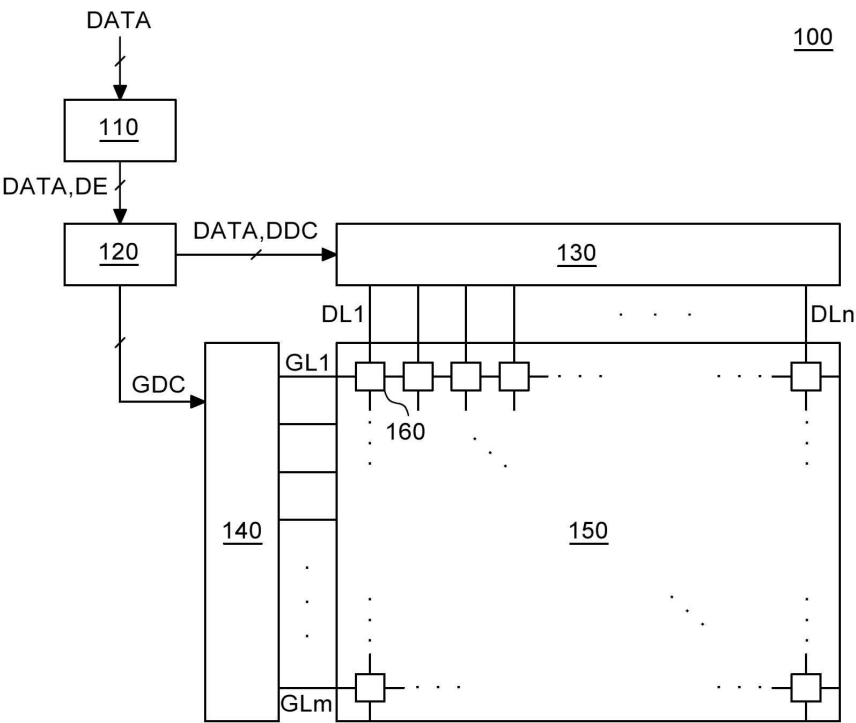 DATA
100
110
DATA,DE
120
DATA,DDC
130
DL1
DLn
GL1
GDC
160
140
150
GLm